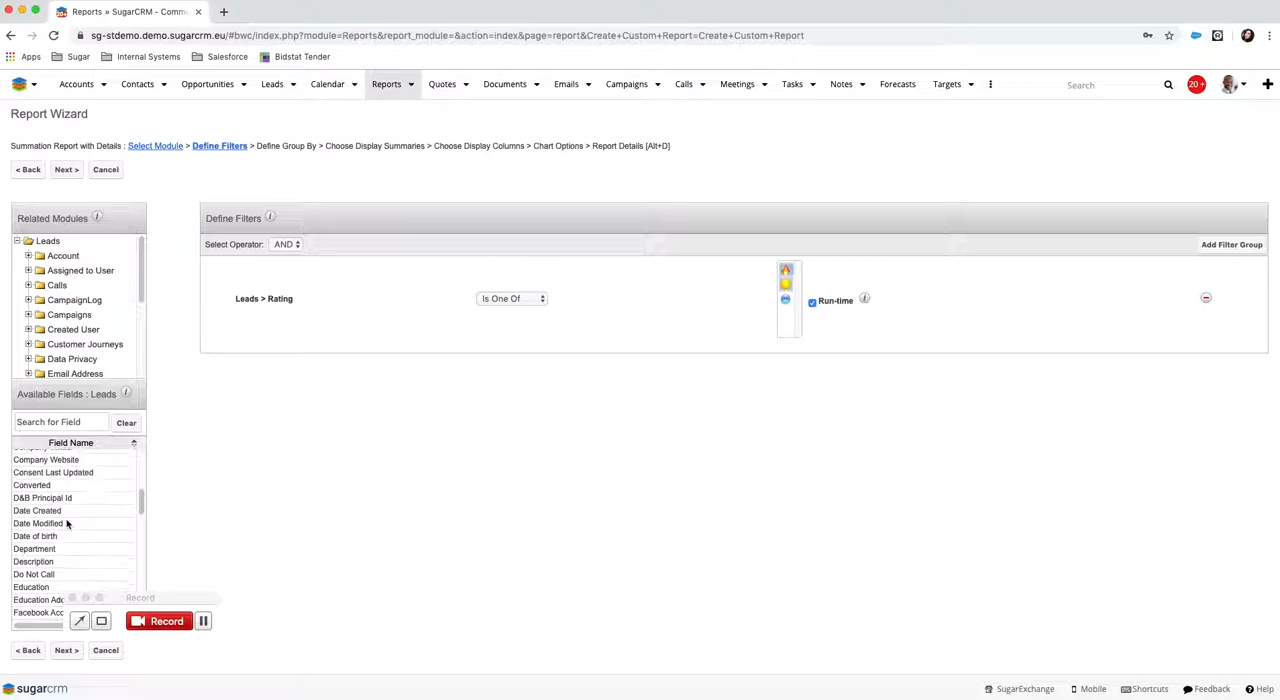 Reports » SugarCRM - Comme
sg-stdemo.demo.sugarcrm.eu/#bwc/index.php?module=Reports&report_module=&action=index&page=report&Create+Custom+Report=Create+Custom+Report
Apps Sugar Internal Systems Salesforce Bidstat Tender
Accounts Contacts Opportunities Leads Calendar Reports Quotes Documents Emails Campaigns Calls Meetings Tasks Notes Forecasts Targets Search 20+
Report Wizard
Summation Report with Details : Select Module > Define Filters > Define Group By > Choose Display Summaries > Choose Display Columns > Chart Options > Report Details [Alt+D]
< Back Next > Cancel
Related Modules
Leads
Account
Assigned to User
Calls
CampaignLog
Campaigns
Created User
Customer Journeys
Data Privacy
Email Address
Define Filters
Select Operator: AND Add Filter Group
Leads > Rating Is One Of Run-time
Available Fields : Leads
Search for Field Clear
Field Name
Company Website
Consent Last Updated
Converted
D&B Principal Id
Date Created
Date Modified
Date of birth
Department
Description
Do Not Call
Education
Education Add
Facebook Acc
Record
Record
< Back Next > Cancel
sugarcrm SugarExchange Mobile Shortcuts Feedback Help